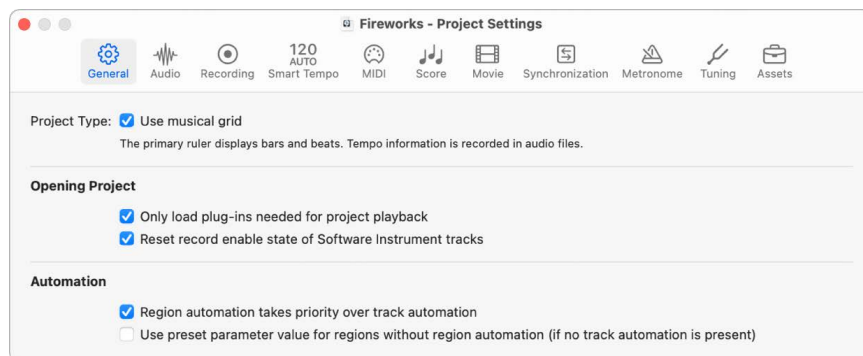 Fireworks - Project Settings
General
Audio
Recording
120
AUTO
Smart Tempo
MIDI
Score
Movie
Synchronization
Metronome
Tuning
Assets
Project Type: Use musical grid
The primary ruler displays bars and beats. Tempo information is recorded in audio files.
Opening Project
Only load plug-ins needed for project playback
Reset record enable state of Software Instrument tracks
Automation
Region automation takes priority over track automation
Use preset parameter value for regions without region automation (if no track automation is present)